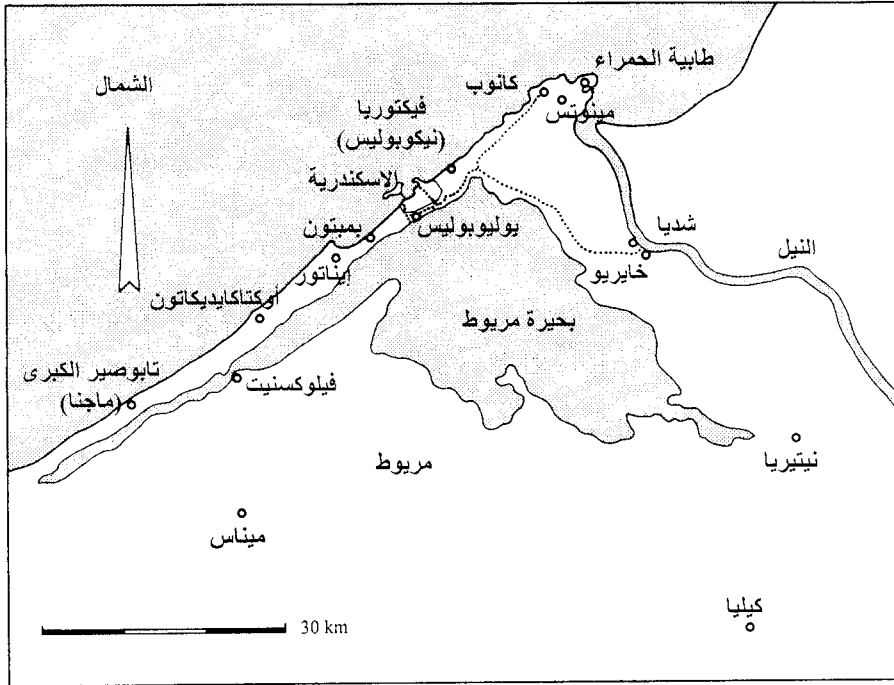 طابية الحمراء
كانوب
مينوتس
الشمال
فيكتوريا
(نيكوبوليس)
الاسكندرية
يوليوبوليس
بمبتون
إيناتور
أوكتاكايديكاتون
شديا
خايريو
النيل
بحيرة مريوط
تابوصير الكبرى
(ماجنا)
فيلوكسنيت
مريوط
نيتيريا
ميناس
كيليا
30 km